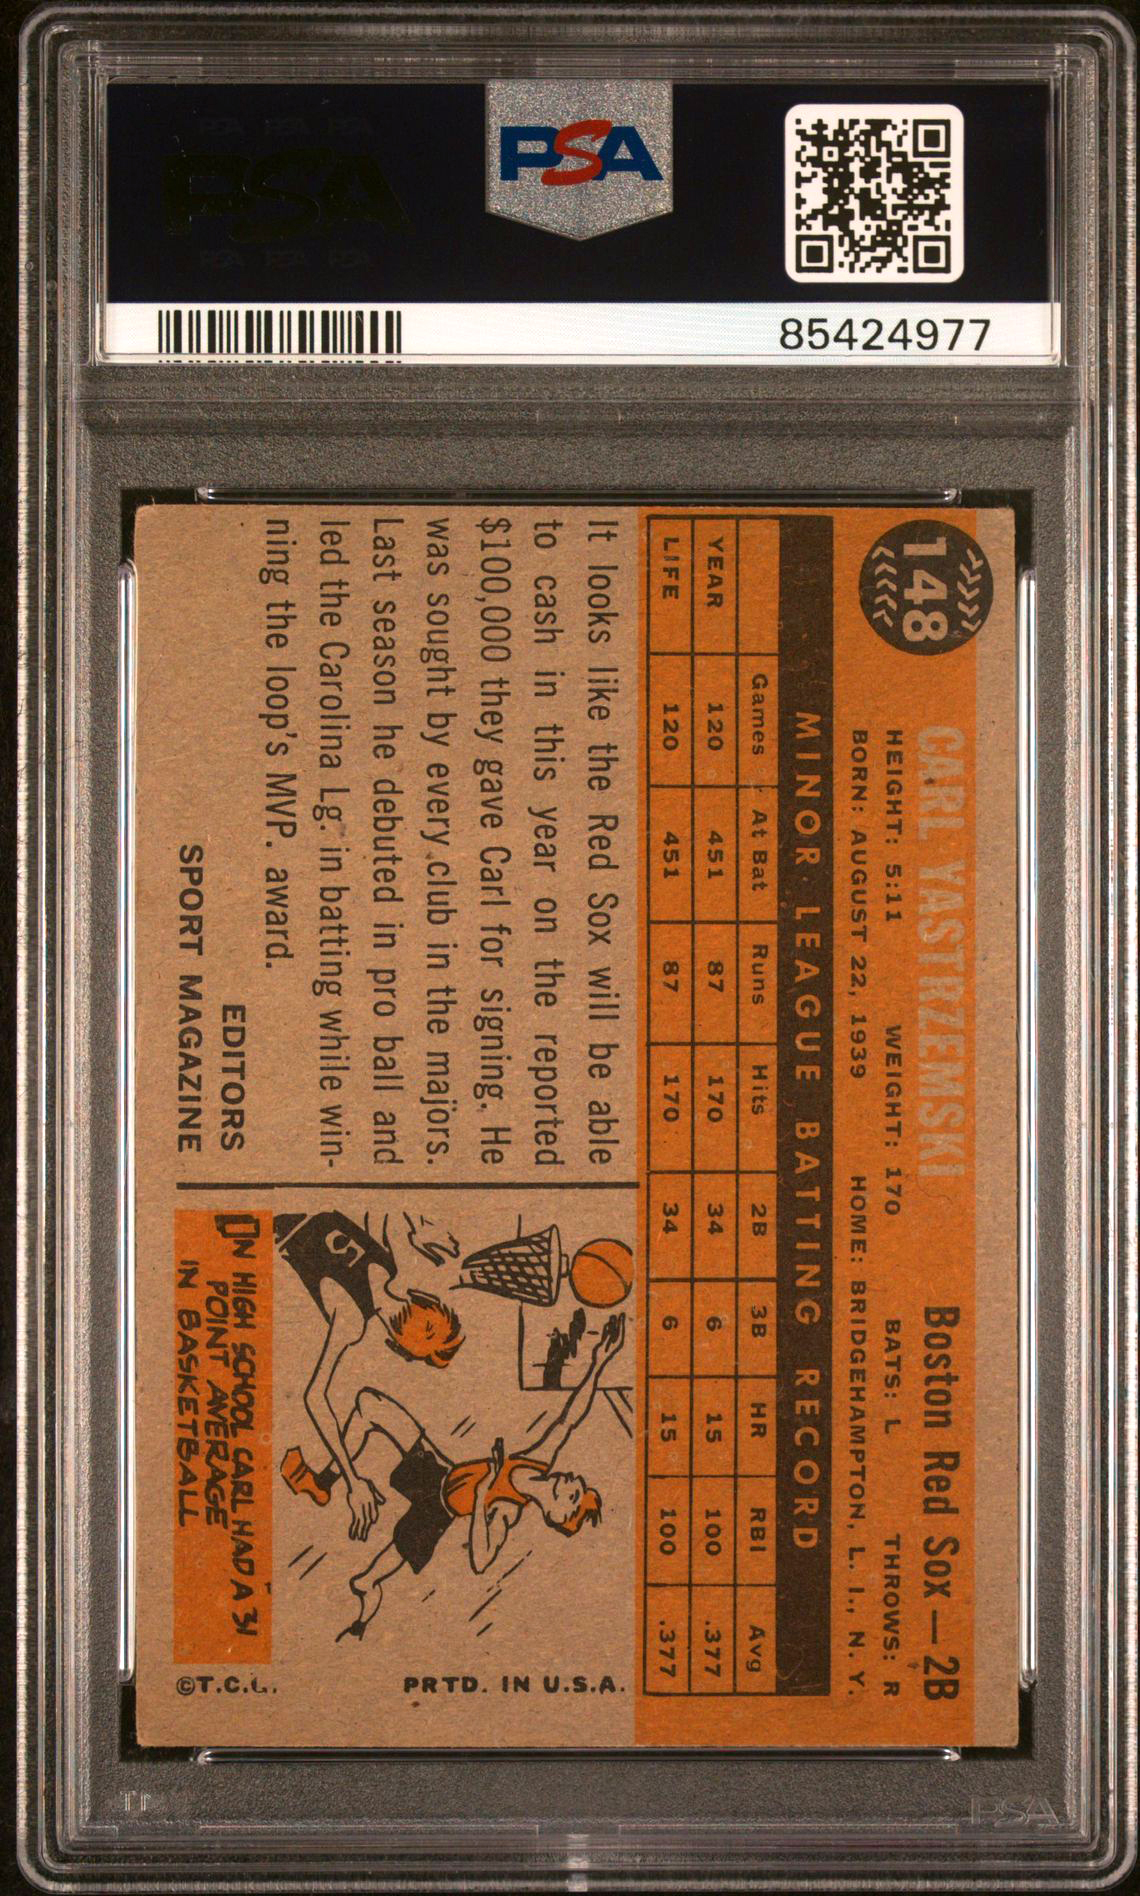 PSA
PSA
85424977
148
CARL YASTRZEMSKI Boston Red Sox — 2B
HEIGHT: 5:11 WEIGHT: 170 BATS: L THROWS: R
BORN: AUGUST 22, 1939 HOME: BRIDGEHAMPTON, L. I., N. Y.
MINOR LEAGUE BATTING RECORD
Games At Bat Runs Hits 2B 3B HR RBI Avg
YEAR 120 451 87 170 34 6 15 100 .377
LIFE 120 451 87 170 34 6 15 100 .377
It looks like the Red Sox will be able
to cash in this year on the reported
$100,000 they gave Carl for signing. He
was sought by every club in the majors.
Last season he debuted in pro ball and
led the Carolina Lg. in batting while win-
ning the loop's MVP. award.
EDITORS
SPORT MAGAZINE
5
IN HIGH SCHOOL CARL HAD A 31
POINT AVERAGE
IN BASKETBALL
PRTD. IN U.S.A.
©T.C.G.
PSA